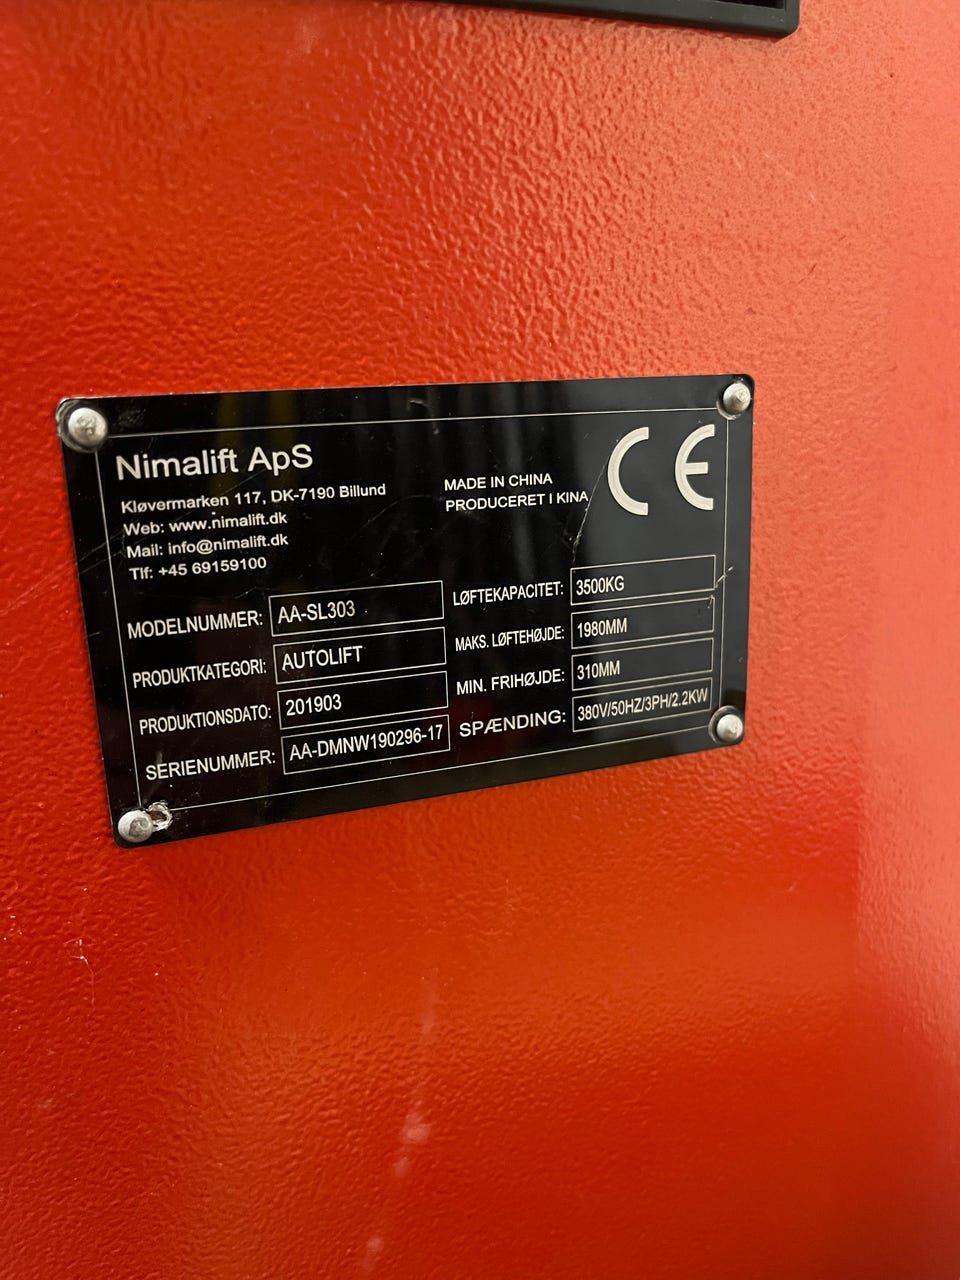 Nimalift ApS
Kløvermarken 117, DK-7190 Billund
Web: www.nimalift.dk
Mail: info@nimalift.dk
Tlf: +45 69159100
MADE IN CHINA
PRODUCERET I KINA
CE
MODELNUMMER: AA-SL303
PRODUKTKATEGORI: AUTOLIFT
PRODUKTIONSDATO: 201903
SERIENUMMER: AA-DMNW190296-17
LØFTEKAPACITET: 3500KG
MAKS. LØFTEHØJDE: 1980MM
MIN. FRIHØJDE: 310MM
SPÆNDING: 380V/50HZ/3PH/2.2KW